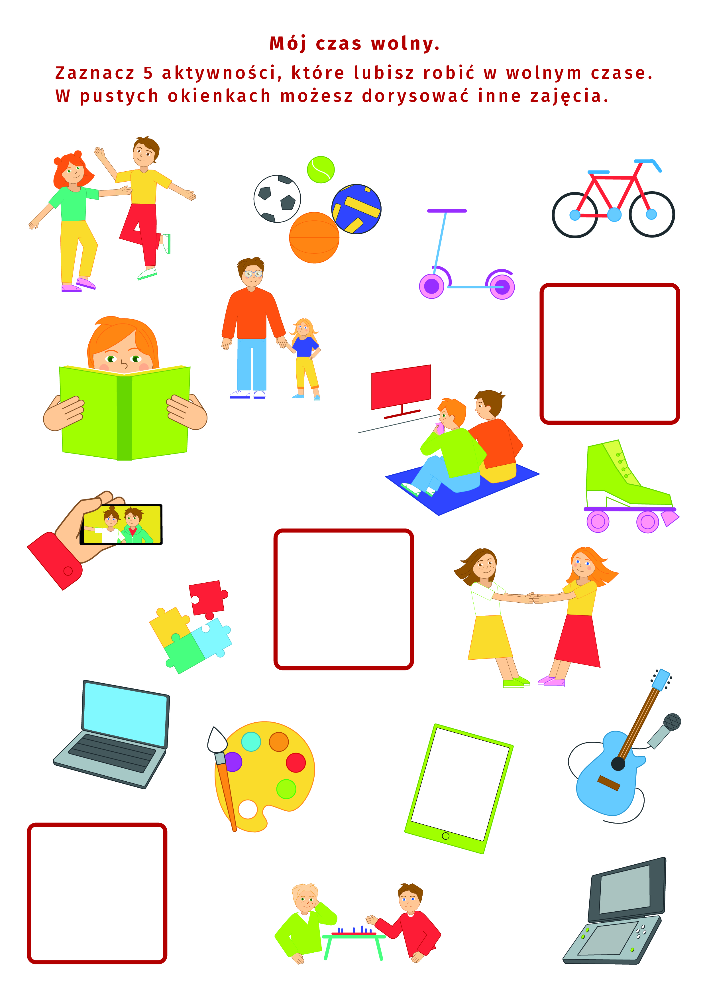 Mój czas wolny.
Zaznacz 5 aktywności, które lubisz robić w wolnym czase.
W pustych okienkach możesz dorysować inne zajęcia.